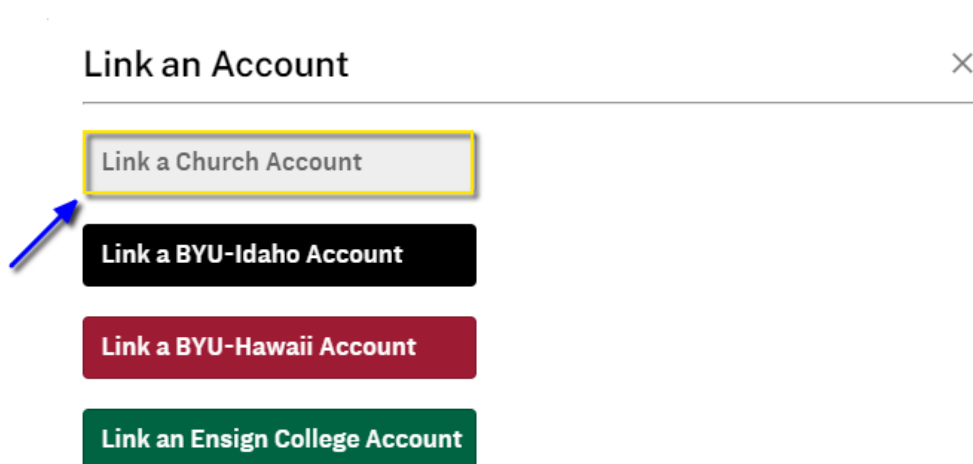 Link an Account
Link a Church Account
Link a BYU-Idaho Account
Link a BYU-Hawaii Account
Link an Ensign College Account